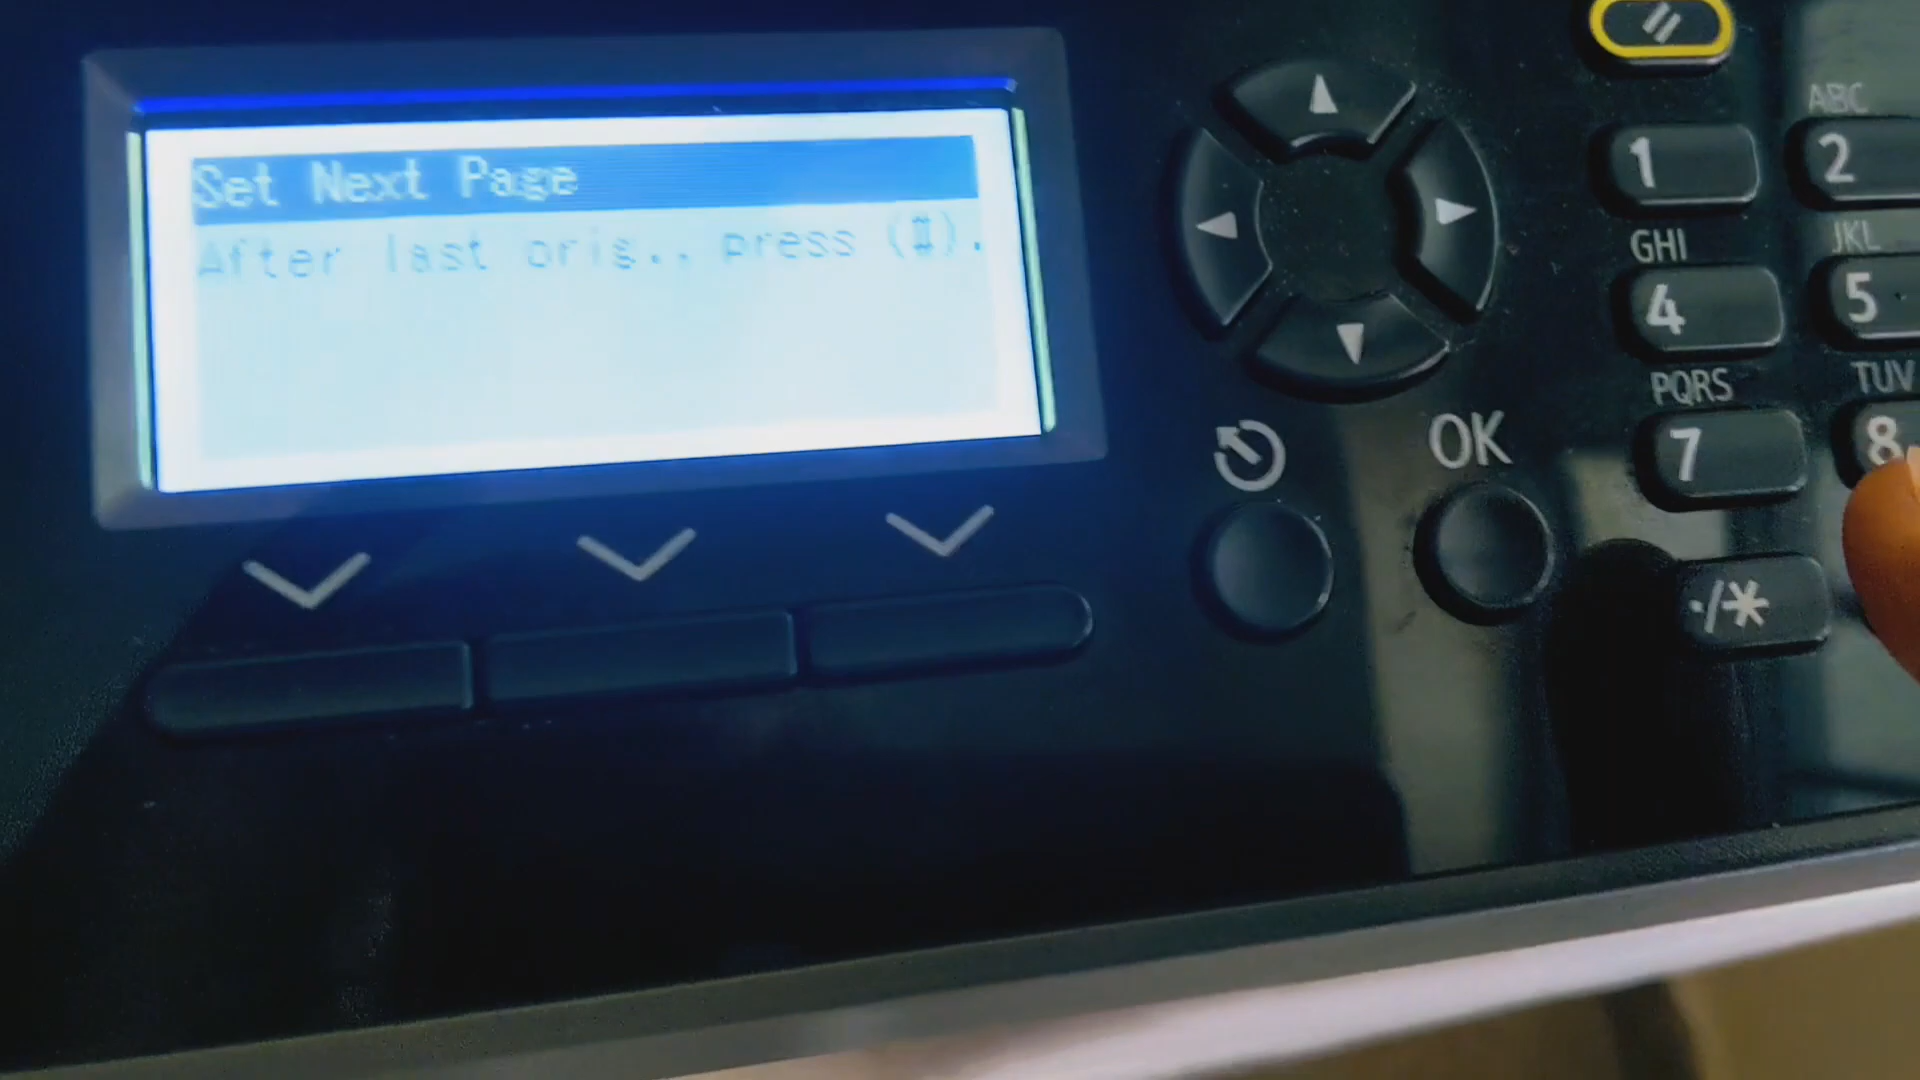 Set Next Page
After last orig., press (#).
ABC
1
2
GHI
JKL
4
5
PQRS
TUV
OK
7
8
./*